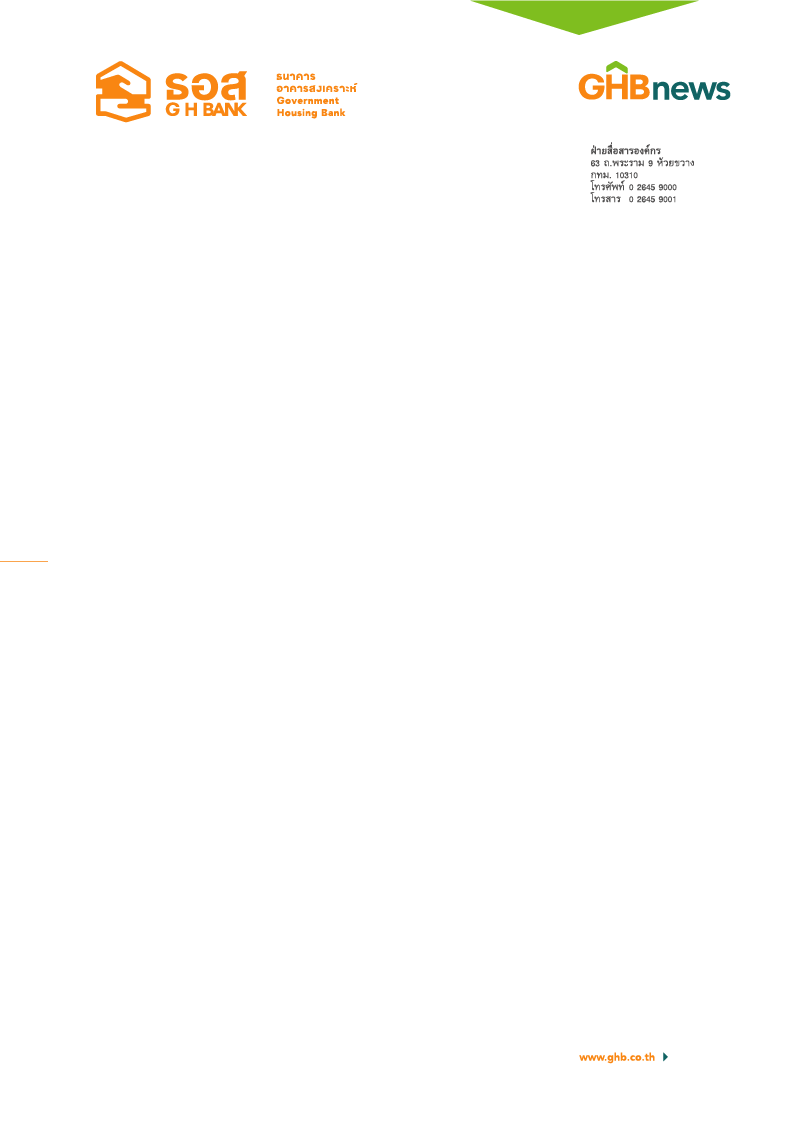 ธอส
GH BANK
ธนาคาร
อาคารสงเคราะห์
Government
Housing Bank
GHBnews
ฝ่ายสื่อสารองค์กร
63 ถ.พระราม 9 ห้วยขวาง
กทม. 10310
โทรศัพท์ 0 2645 9000
โทรสาร 0 2645 9001
www.ghb.co.th